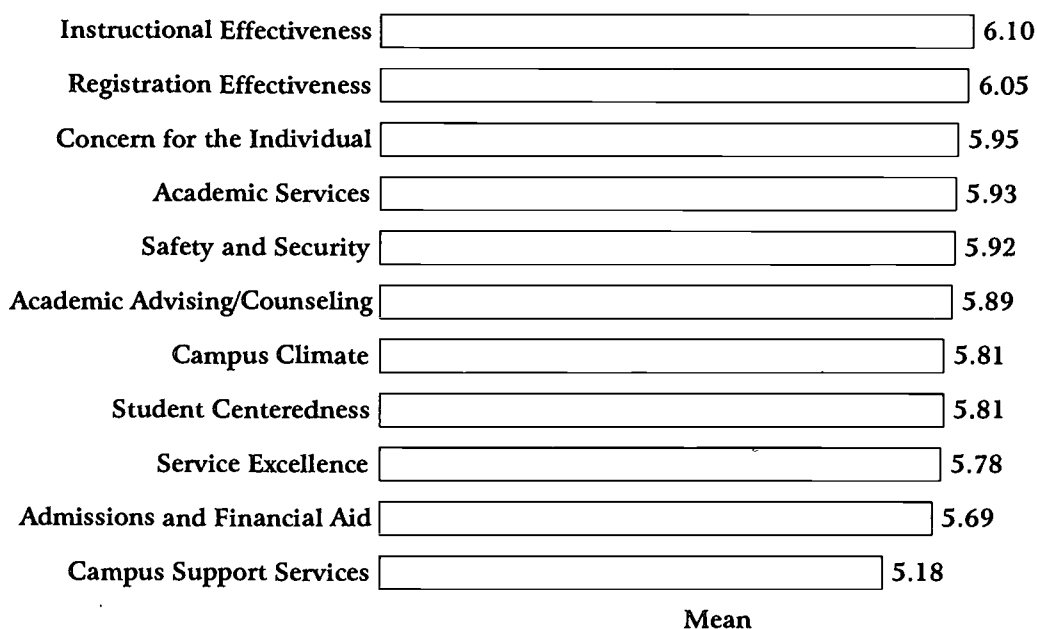 Instructional Effectiveness 6.10
Registration Effectiveness 6.05
Concern for the Individual 5.95
Academic Services 5.93
Safety and Security 5.92
Academic Advising/Counseling 5.89
Campus Climate 5.81
Student Centeredness 5.81
Service Excellence 5.78
Admissions and Financial Aid 5.69
Campus Support Services 5.18
Mean